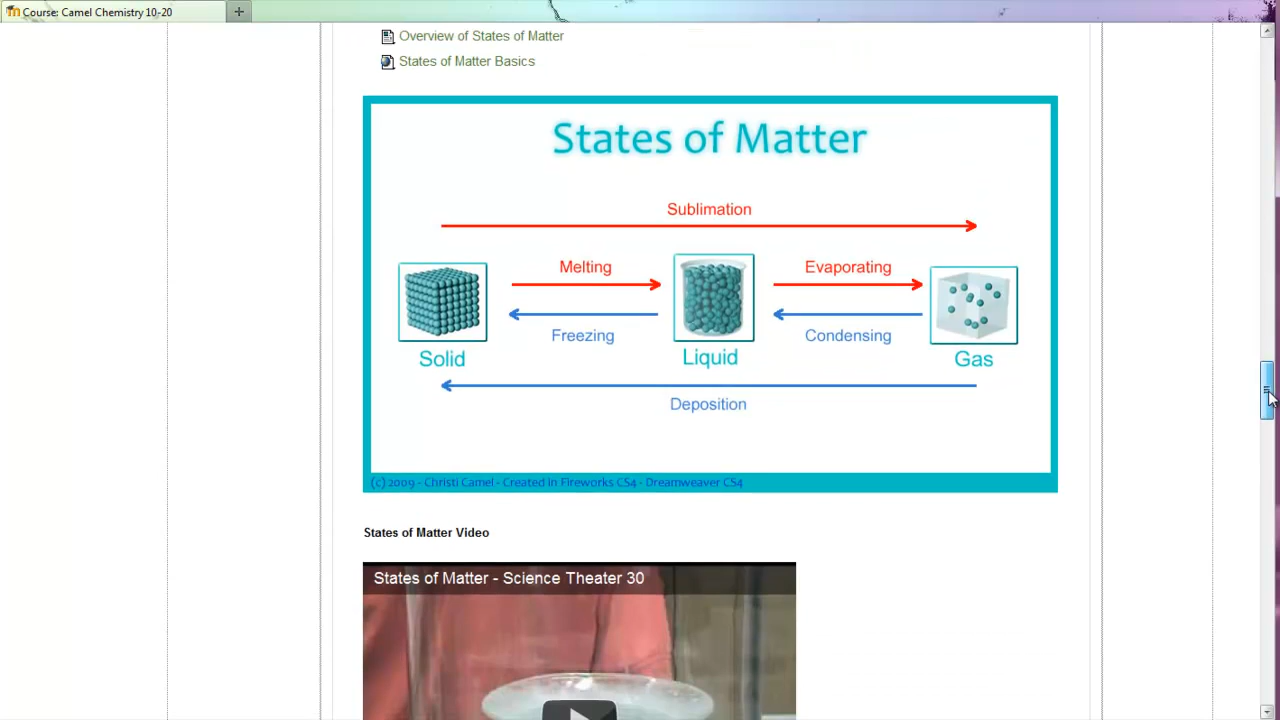 Course: Camel Chemistry 10-20
Overview of States of Matter
States of Matter Basics
States of Matter
Sublimation
Melting
Evaporating
Freezing
Condensing
Solid
Liquid
Gas
Deposition
(c) 2009 - Christi Camel - Created in Fireworks CS4 - Dreamweaver CS4
States of Matter Video
States of Matter - Science Theater 30